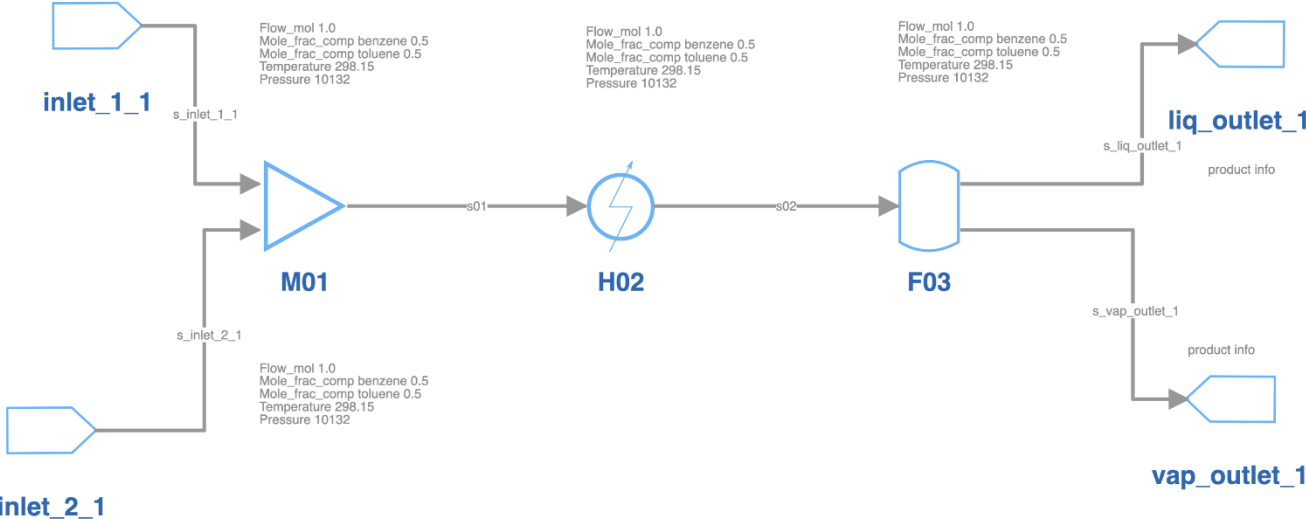 Flow_mol 1.0
Mole_frac_comp benzene 0.5
Mole_frac_comp toluene 0.5
Temperature 298.15
Pressure 10132
Flow_mol 1.0
Mole_frac_comp benzene 0.5
Mole_frac_comp toluene 0.5
Temperature 298.15
Pressure 10132
Flow_mol 1.0
Mole_frac_comp benzene 0.5
Mole_frac_comp toluene 0.5
Temperature 298.15
Pressure 10132
inlet_1_1
s_inlet_1_1
liq_outlet_1
s_liq_outlet_1
product info
s01
s02
M01
H02
F03
s_inlet_2_1
s_vap_outlet_1
product info
Flow_mol 1.0
Mole_frac_comp benzene 0.5
Mole_frac_comp toluene 0.5
Temperature 298.15
Pressure 10132
vap_outlet_1
inlet_2_1